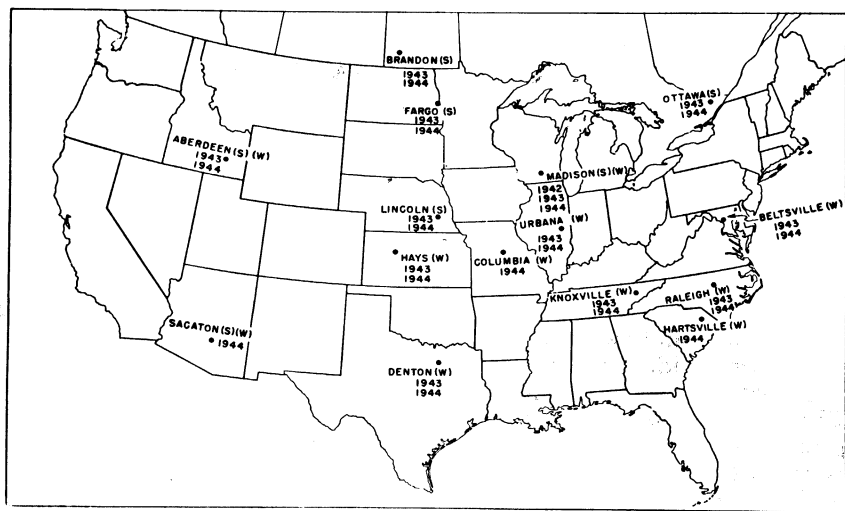 BRANDON (S)
1943
1944
FARGO (S)
1943
1944
OTTAWA (S)
1943
1944
ABERDEEN (S) (W)
1943
1944
MADISON (S) (W)
1942
1943
1944
LINCOLN (S)
1943
1944
URBANA (W)
1943
1944
BELTSVILLE (W)
1943
1944
HAYS (W)
1943
1944
COLUMBIA (W)
1944
KNOXVILLE (W)
1943
1944
RALEIGH (W)
1943
1944
SACATON (S) (W)
1944
HARTSVILLE (W)
1944
DENTON (W)
1943
1944